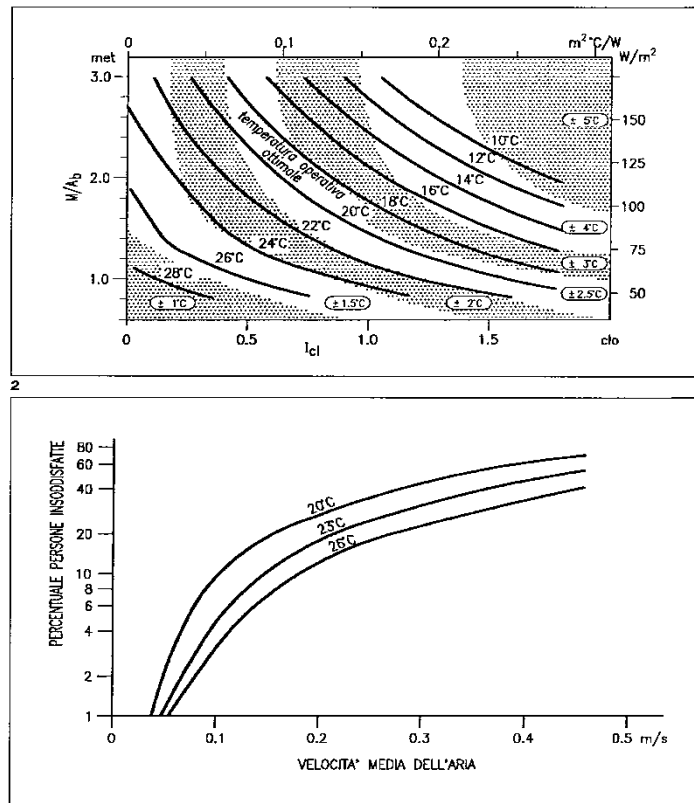 0 0.1 0.2 m²°C/W
met W/m²
3.0
2.0
1.0
M/Ab
150
125
100
75
50
temperatura operativa
ottimale
10°C
12°C
14°C
16°C
18°C
20°C
22°C
24°C
26°C
28°C
± 5°C
± 4°C
± 3°C
± 2.5°C
± 2°C
± 1.5°C
± 1°C
0 0.5 1.0 1.5 clo
Icl
2
PERCENTUALE PERSONE INSODDISFATTE
80
60
40
20
10
8
6
4
2
1
20°C
23°C
26°C
0 0.1 0.2 0.3 0.4 0.5 m/s
VELOCITA' MEDIA DELL'ARIA